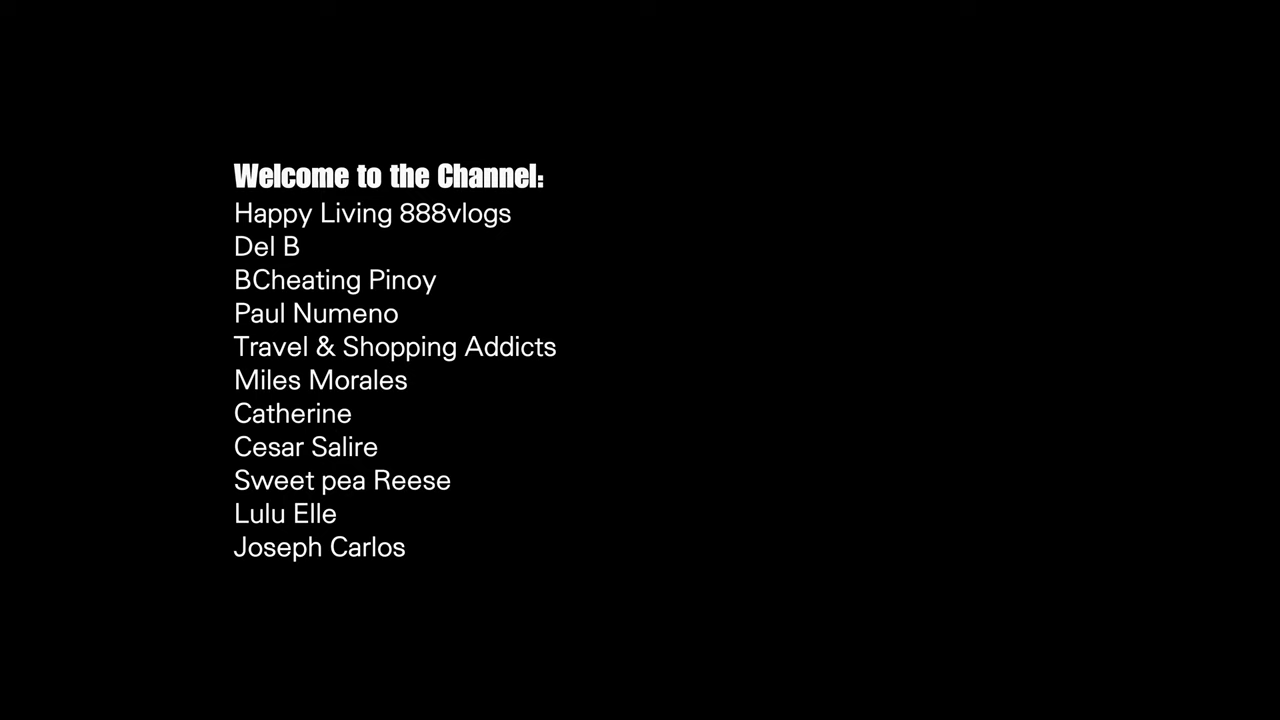 Welcome to the Channel:
Happy Living 888vlogs
Del B
BCheating Pinoy
Paul Numeno
Travel & Shopping Addicts
Miles Morales
Catherine
Cesar Salire
Sweet pea Reese
Lulu Elle
Joseph Carlos